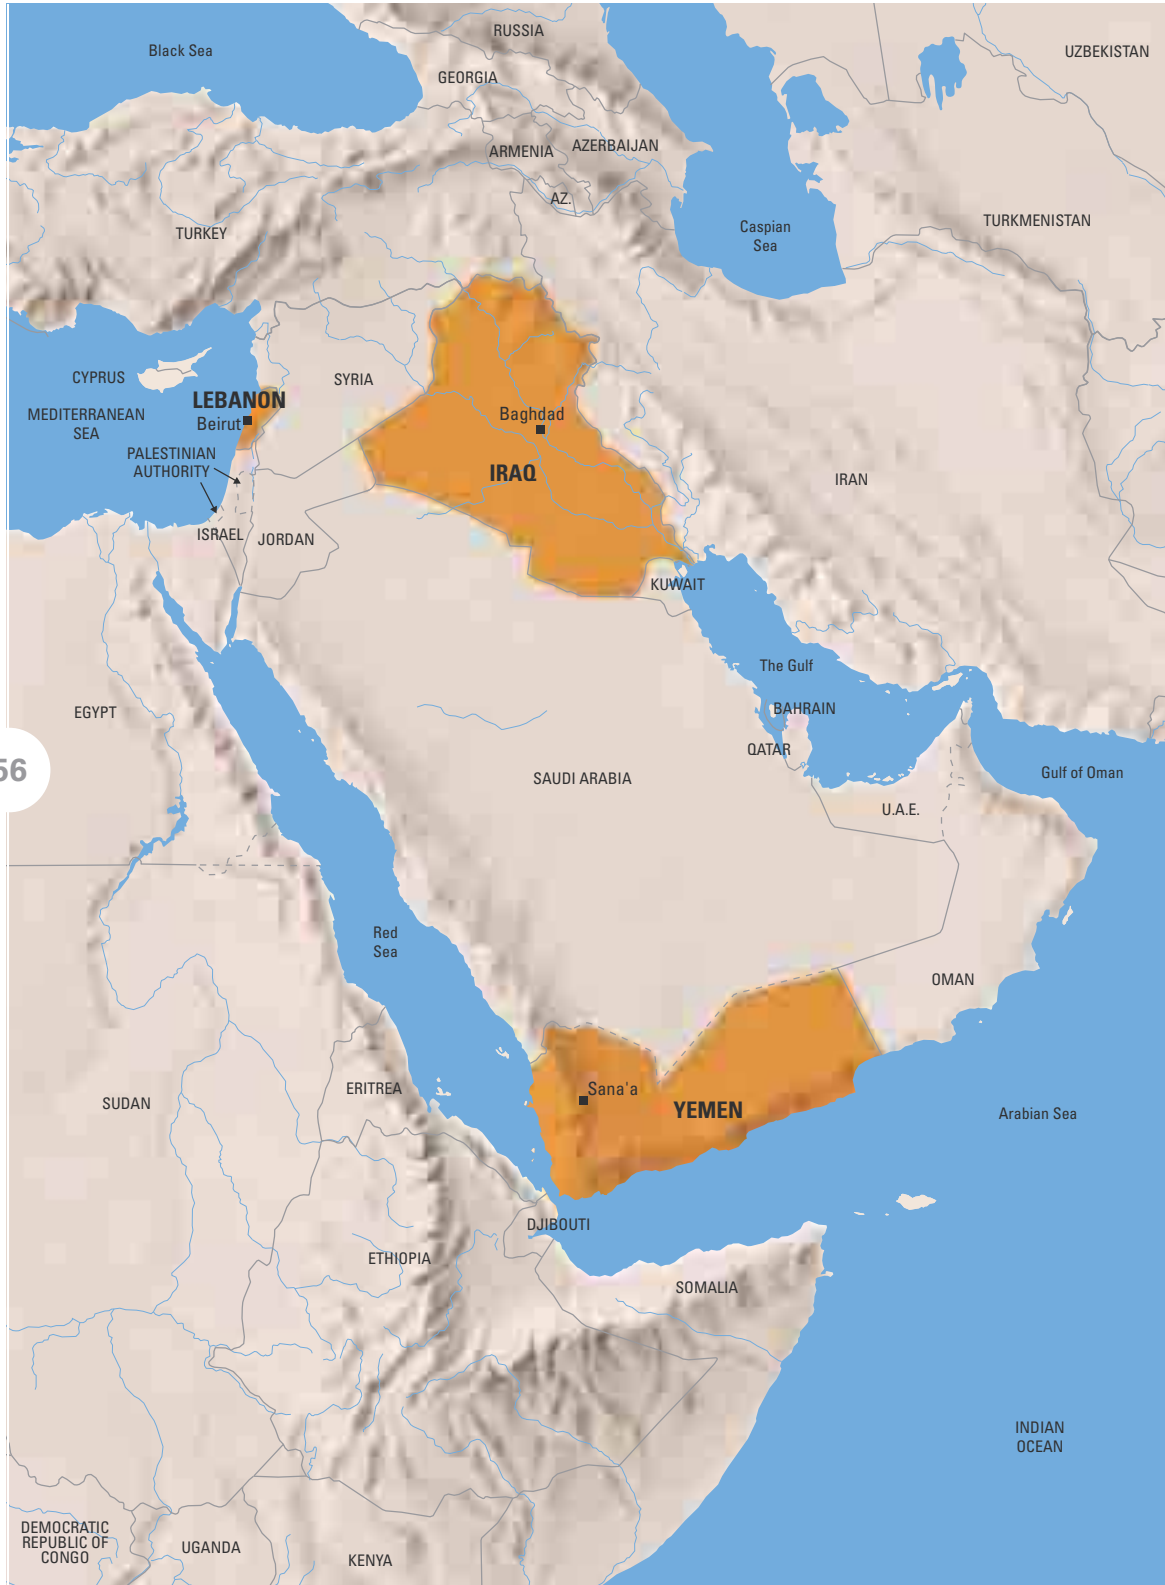 RUSSIA
Black Sea
UZBEKISTAN
GEORGIA
ARMENIA
AZERBAIJAN
AZ.
TURKMENISTAN
Caspian
Sea
TURKEY
CYPRUS
SYRIA
LEBANON
Beirut
MEDITERRANEAN
SEA
Baghdad
PALESTINIAN
AUTHORITY
IRAQ
IRAN
ISRAEL
JORDAN
KUWAIT
The Gulf
EGYPT
BAHRAIN
QATAR
56
SAUDI ARABIA
Gulf of Oman
U.A.E.
Red
Sea
OMAN
SUDAN
ERITREA
Sana'a
YEMEN
Arabian Sea
DJIBOUTI
ETHIOPIA
SOMALIA
INDIAN
OCEAN
DEMOCRATIC
REPUBLIC OF
CONGO
UGANDA
KENYA